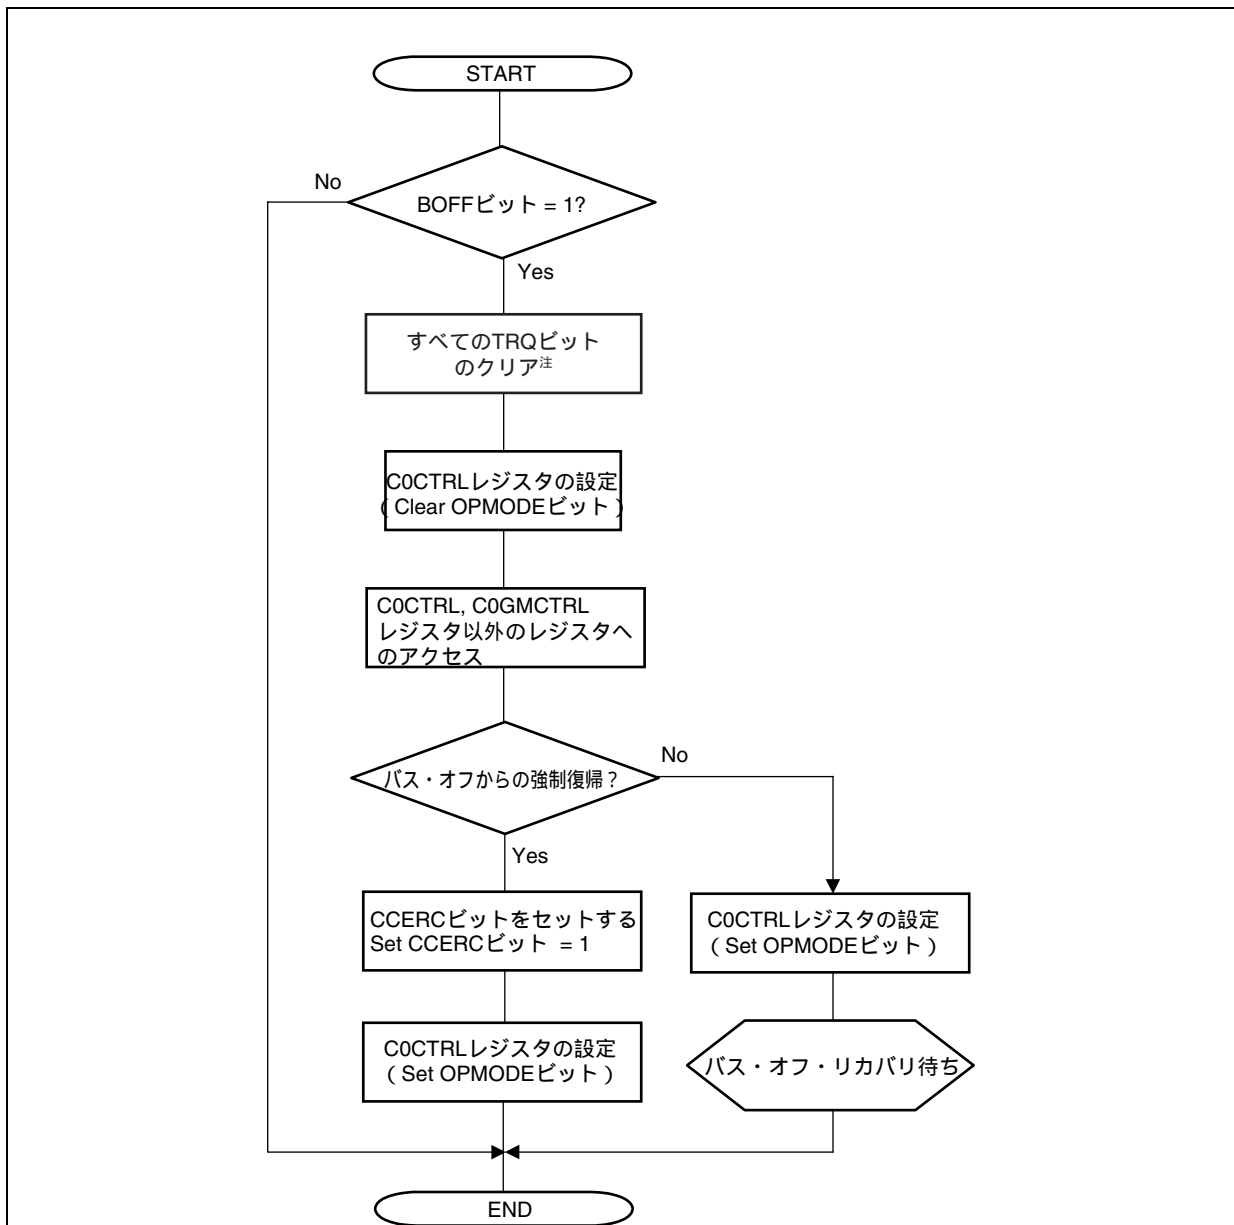 START
No
BOFFビット = 1?
Yes
すべてのTRQビット
のクリア注
C0CTRLレジスタの設定
( Clear OPMODEビット )
C0CTRL, C0GMCTRL
レジスタ以外のレジスタへ
のアクセス
No
バス・オフからの強制復帰?
Yes
CCERCビットをセットする
Set CCERCビット = 1
C0CTRLレジスタの設定
( Set OPMODEビット )
C0CTRLレジスタの設定
( Set OPMODEビット )
バス・オフ・リカバリ待ち
END